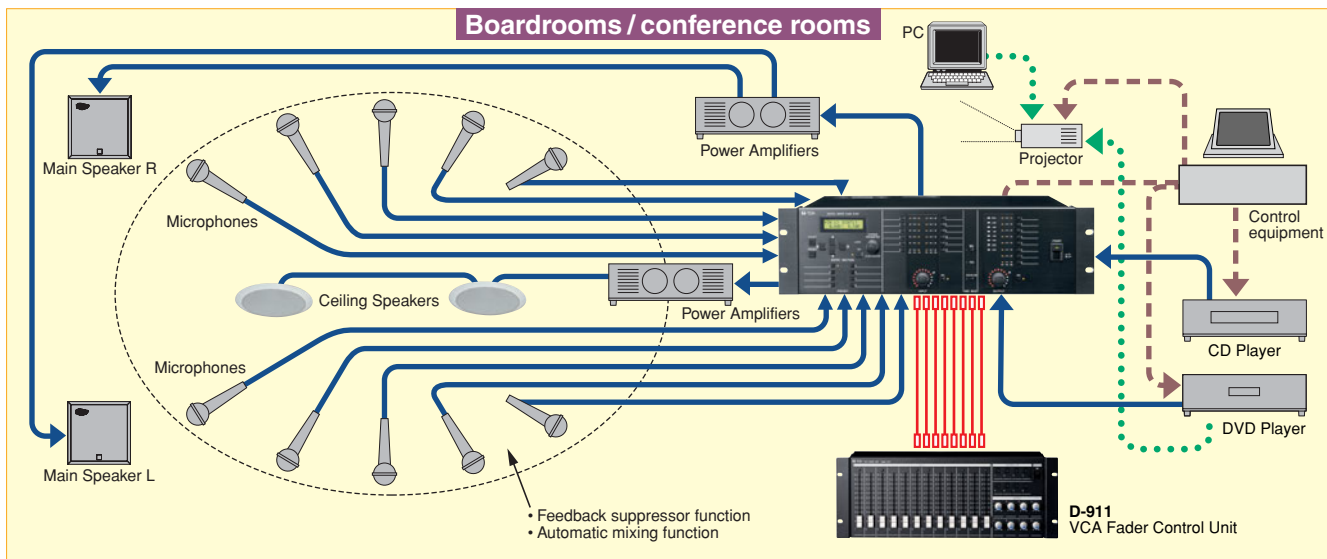 Boardrooms / conference rooms
PC
Main Speaker R
Power Amplifiers
Projector
Microphones
Control
equipment
Ceiling Speakers
Power Amplifiers
CD Player
Microphones
DVD Player
Main Speaker L
• Feedback suppressor function
• Automatic mixing function
D-911
VCA Fader Control Unit